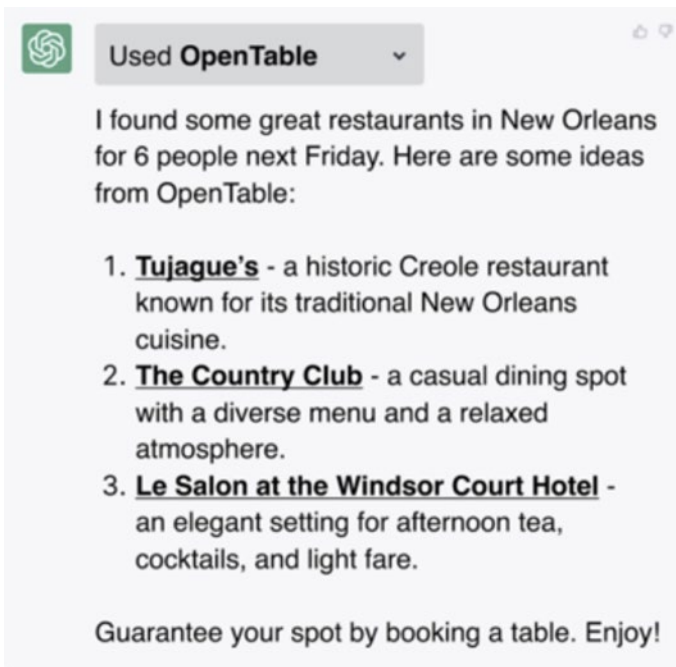 Used OpenTable
I found some great restaurants in New Orleans
for 6 people next Friday. Here are some ideas
from OpenTable:
1. Tujague’s - a historic Creole restaurant
known for its traditional New Orleans
cuisine.
2. The Country Club - a casual dining spot
with a diverse menu and a relaxed
atmosphere.
3. Le Salon at the Windsor Court Hotel -
an elegant setting for afternoon tea,
cocktails, and light fare.
Guarantee your spot by booking a table. Enjoy!